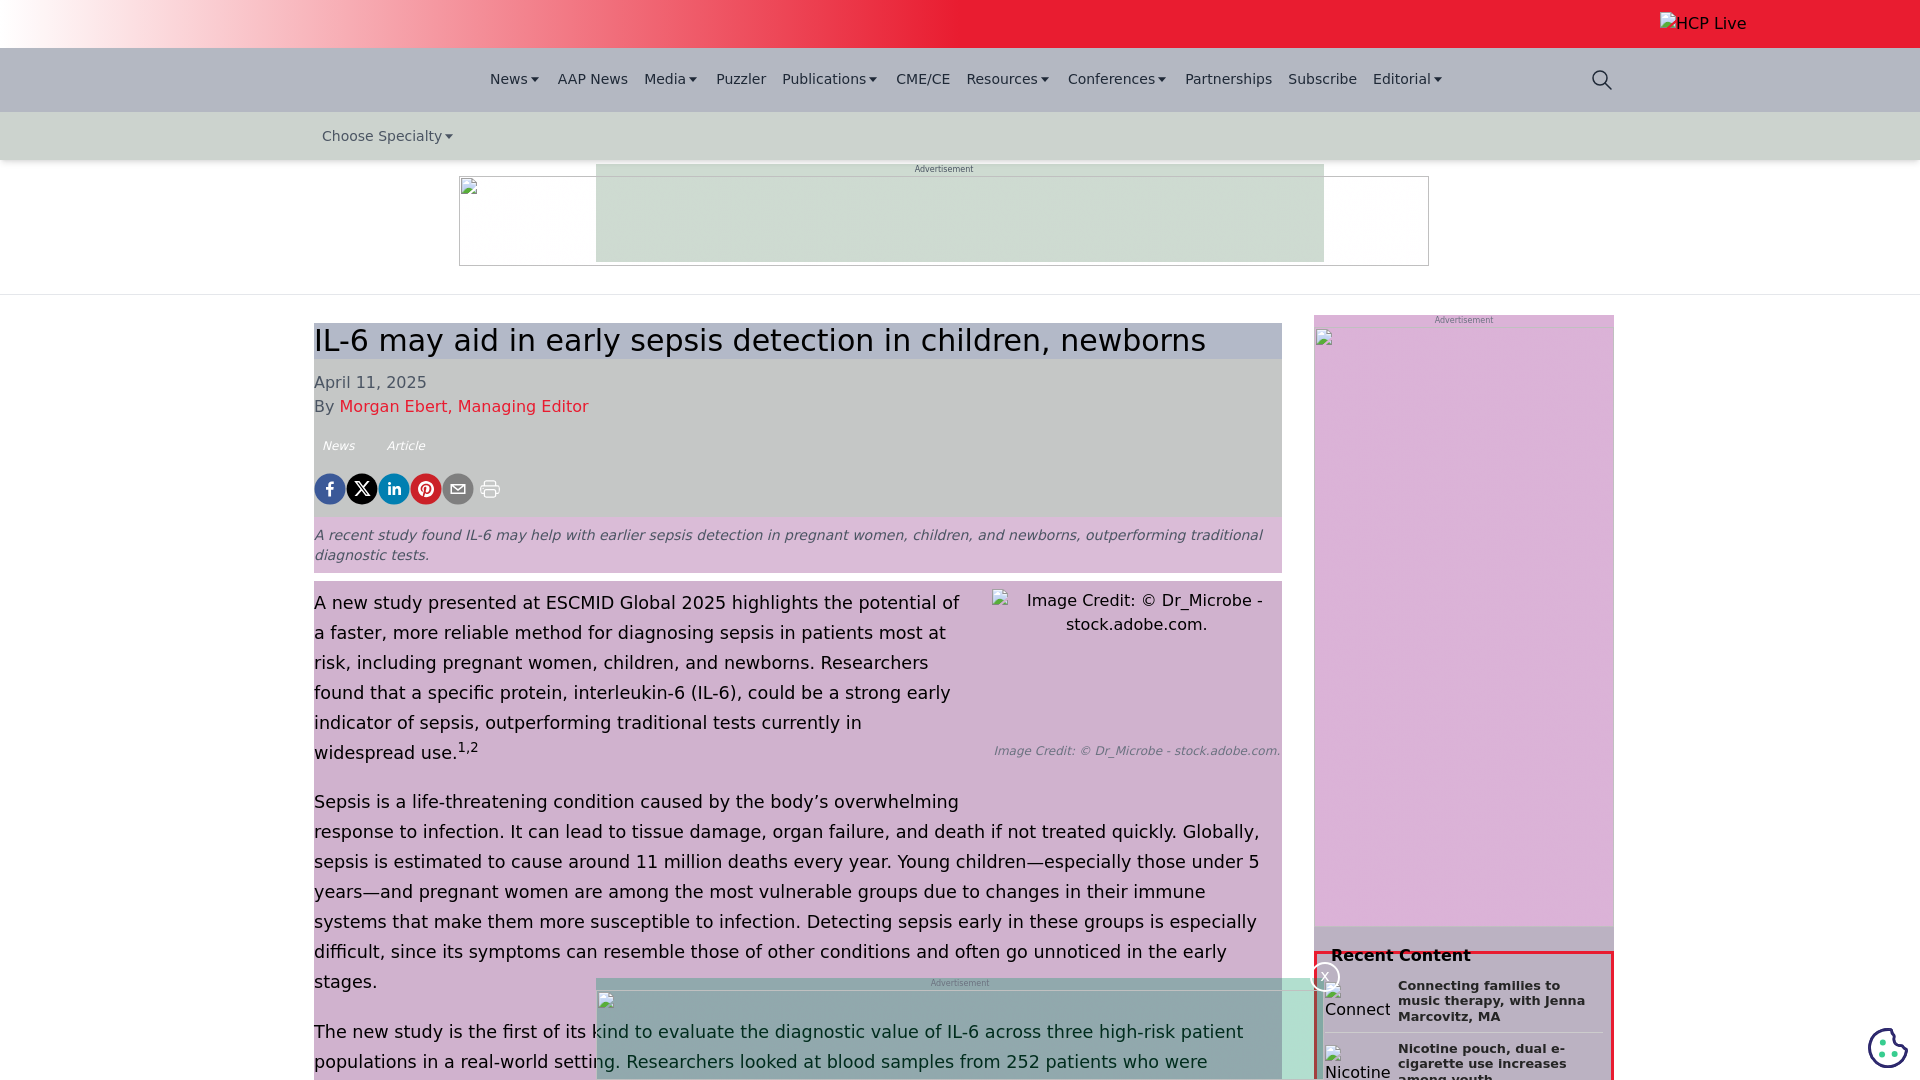 HCP Live
News
AAP News
Media
Puzzler
Publications
CME/CE
Resources
Conferences
Partnerships
Subscribe
Editorial
Choose Specialty
Advertisement
IL-6 may aid in early sepsis detection in children, newborns
April 11, 2025
By Morgan Ebert, Managing Editor
News
Article
A recent study found IL-6 may help with earlier sepsis detection in pregnant women, children, and newborns, outperforming traditional
diagnostic tests.
A new study presented at ESCMID Global 2025 highlights the potential of
a faster, more reliable method for diagnosing sepsis in patients most at
risk, including pregnant women, children, and newborns. Researchers
found that a specific protein, interleukin-6 (IL-6), could be a strong early
indicator of sepsis, outperforming traditional tests currently in
widespread use.1,2
Image Credit: © Dr_Microbe -
stock.adobe.com.
Image Credit: © Dr_Microbe - stock.adobe.com.
Sepsis is a life-threatening condition caused by the body’s overwhelming
response to infection. It can lead to tissue damage, organ failure, and death if not treated quickly. Globally,
sepsis is estimated to cause around 11 million deaths every year. Young children—especially those under 5
years—and pregnant women are among the most vulnerable groups due to changes in their immune
systems that make them more susceptible to infection. Detecting sepsis early in these groups is especially
difficult, since its symptoms can resemble those of other conditions and often go unnoticed in the early
stages.
The new study is the first of its kind to evaluate the diagnostic value of IL-6 across three high-risk patient
populations in a real-world setting. Researchers looked at blood samples from 252 patients who were
Advertisement
X
Advertisement
Recent Content
Connect
Connecting families to
music therapy, with Jenna
Marcovitz, MA
Nicotine
Nicotine pouch, dual e-
cigarette use increases
among youth